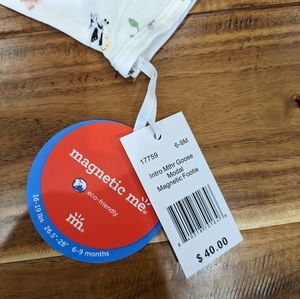 magnetic me®
eco-friendly
m.
16-19 lbs 26.5"-28" 6-9 months
17759 6-9M
Intro Mthr Goose
Modal
Magnetic Footie
$ 40.00